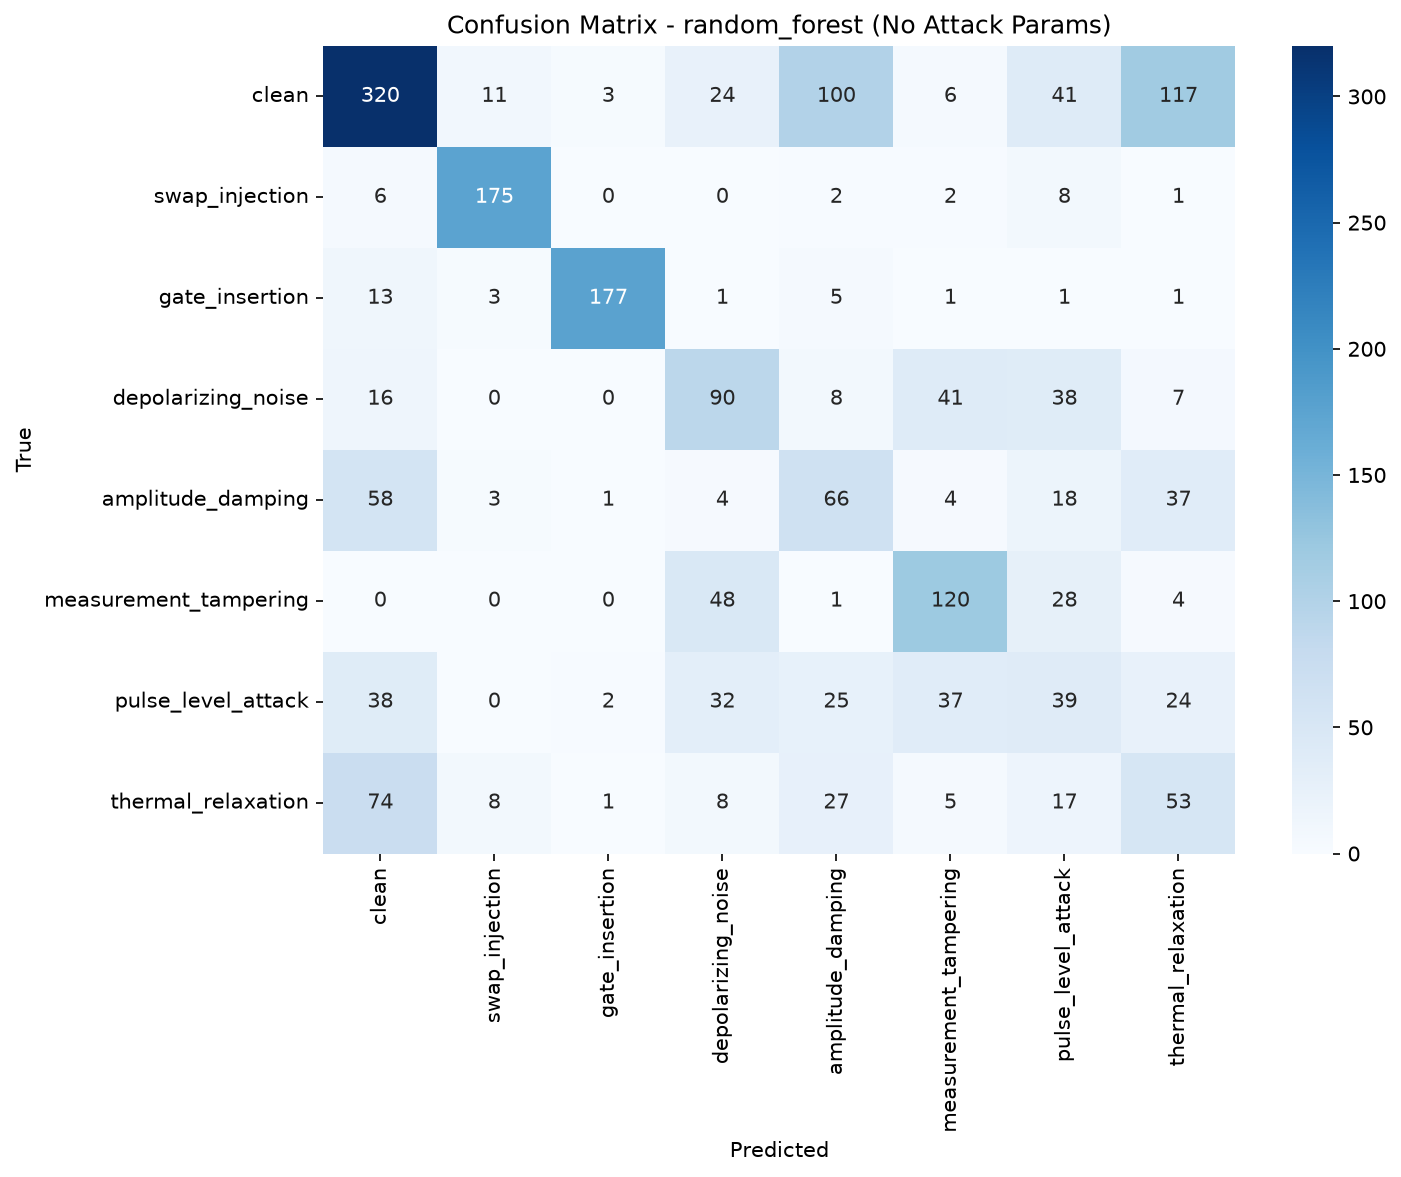 Confusion Matrix - random_forest (No Attack Params)
clean 320 11 3 24 100 6 41 117
swap_injection 6 175 0 0 2 2 8 1
gate_insertion 13 3 177 1 5 1 1 1
depolarizing_noise 16 0 0 90 8 41 38 7
amplitude_damping 58 3 1 4 66 4 18 37
measurement_tampering 0 0 0 48 1 120 28 4
pulse_level_attack 38 0 2 32 25 37 39 24
thermal_relaxation 74 8 1 8 27 5 17 53
True
clean
swap_injection
gate_insertion
depolarizing_noise
amplitude_damping
measurement_tampering
pulse_level_attack
thermal_relaxation
Predicted
300
250
200
150
100
50
0